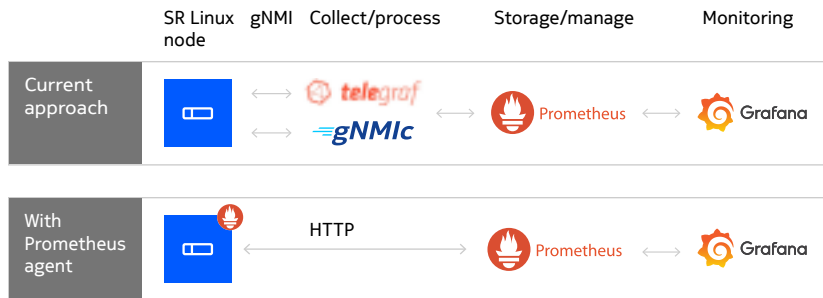 SR Linux node
gNMI
Collect/process
Storage/manage
Monitoring
Current
approach
telegraf
gNMIc
Prometheus
Grafana
With
Prometheus
agent
HTTP
Prometheus
Grafana